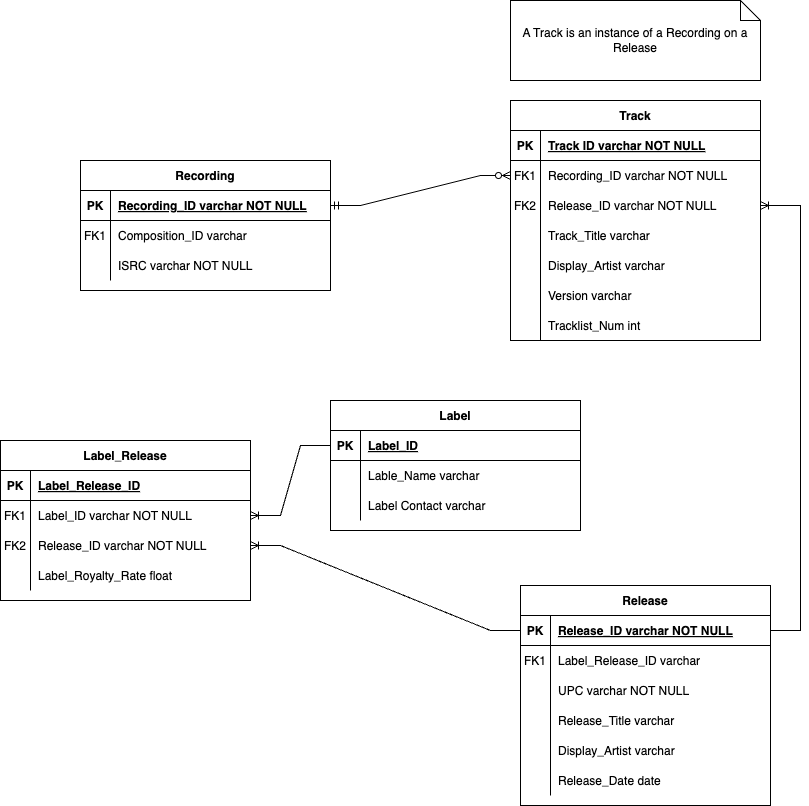 A Track is an instance of a Recording on a
Release
Track
PK Track ID varchar NOT NULL
FK1 Recording_ID varchar NOT NULL
FK2 Release_ID varchar NOT NULL
Track_Title varchar
Display_Artist varchar
Version varchar
Tracklist_Num int
Recording
PK Recording_ID varchar NOT NULL
FK1 Composition_ID varchar
ISRC varchar NOT NULL
Label
PK Label_ID
Lable_Name varchar
Label Contact varchar
Label_Release
PK Label_Release_ID
FK1 Label_ID varchar NOT NULL
FK2 Release_ID varchar NOT NULL
Label_Royalty_Rate float
Release
PK Release_ID varchar NOT NULL
FK1 Label_Release_ID varchar
UPC varchar NOT NULL
Release_Title varchar
Display_Artist varchar
Release_Date date